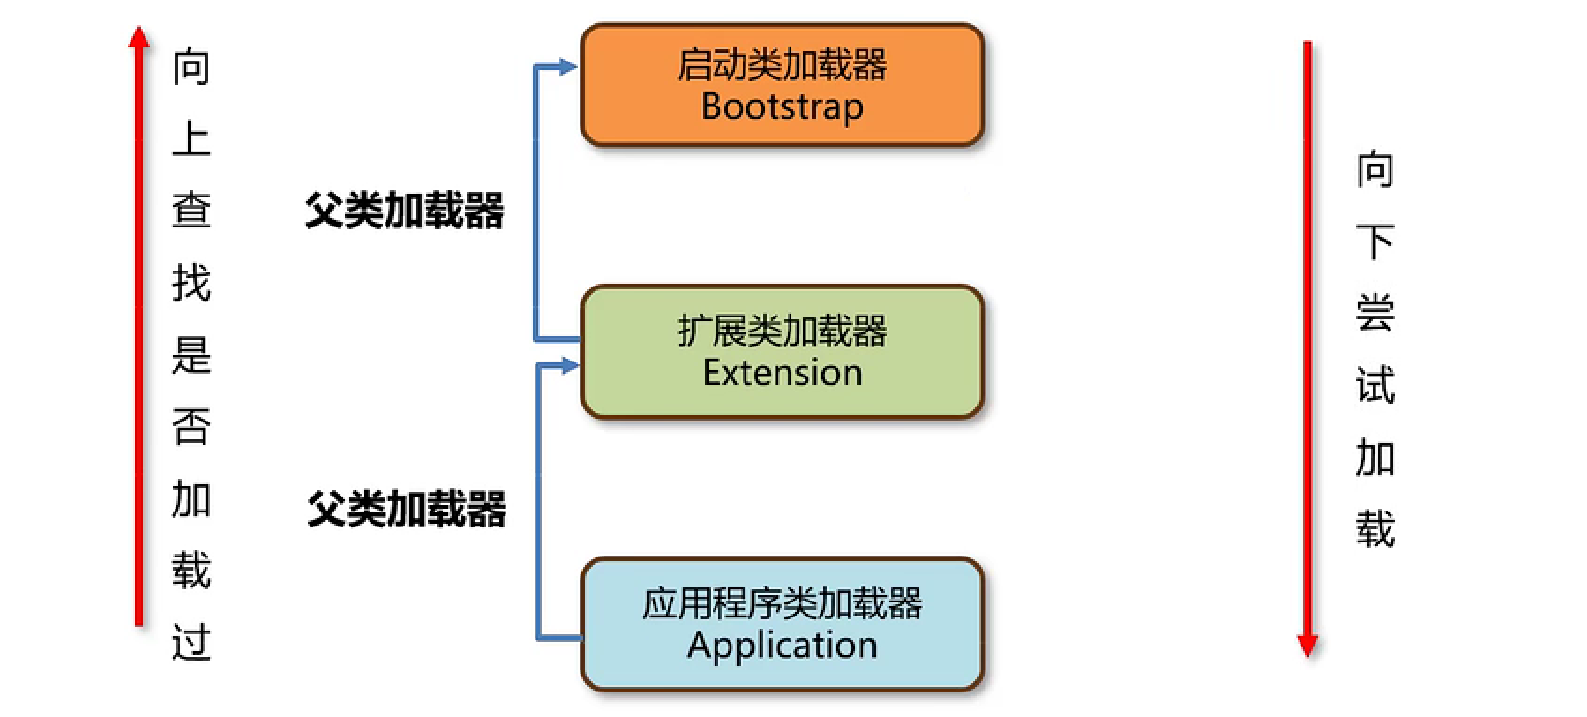 向上查找是否加载过
启动类加载器
Bootstrap
父类加载器
扩展类加载器
Extension
父类加载器
应用程序类加载器
Application
向下尝试加载